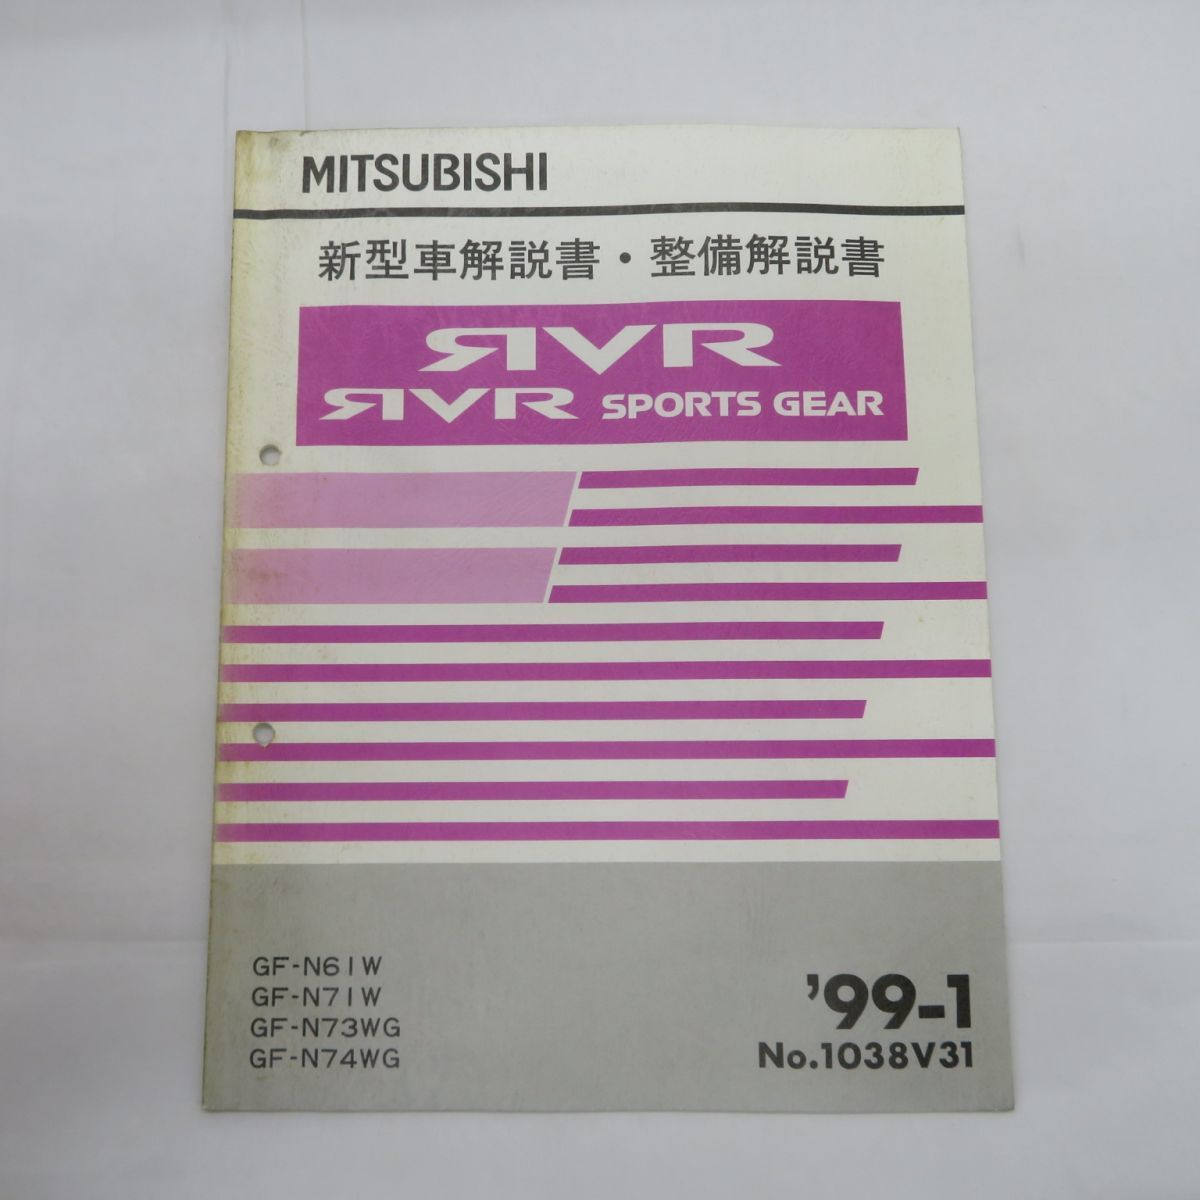 MITSUBISHI
新型車解説書・整備解説書
RVR
RVR SPORTS GEAR
GF-N61W
GF-N71W
GF-N73WG
GF-N74WG
'99-1
No.1038V31